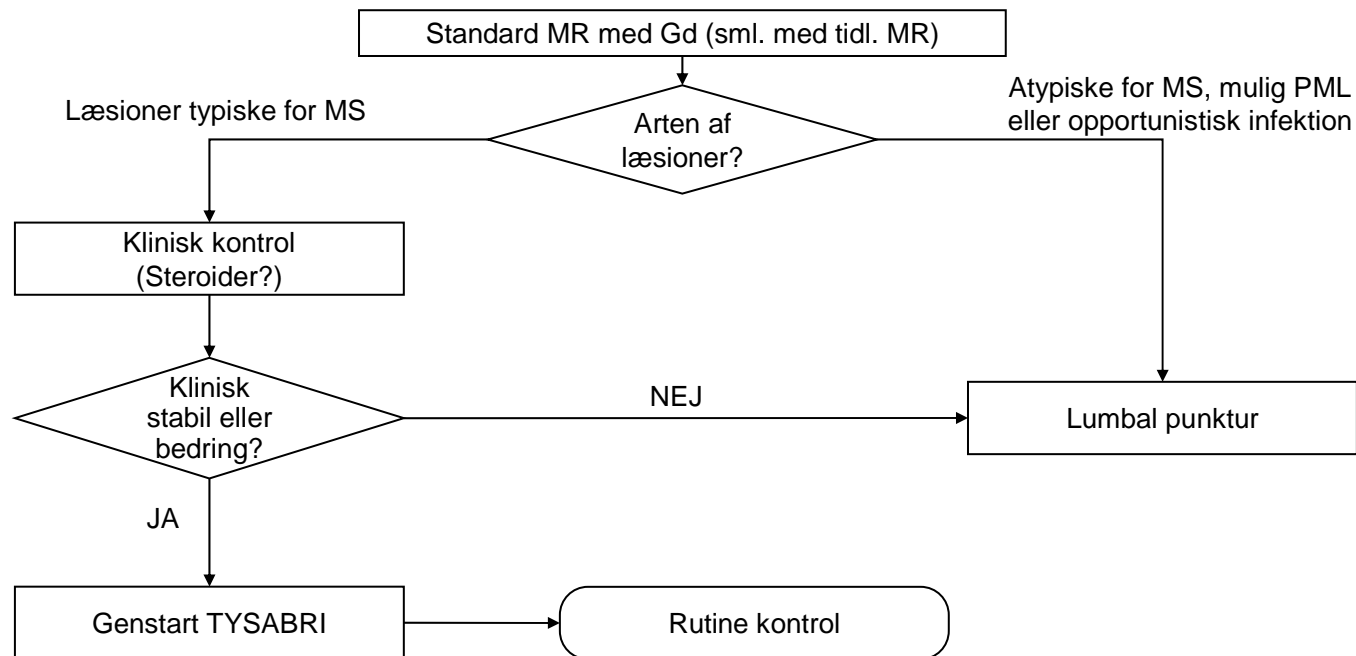 Standard MR med Gd (sml. med tidl. MR)
Læsioner typiske for MS
Arten af
læsioner?
Atypiske for MS, mulig PML
eller opportunistisk infektion
Klinisk kontrol
(Steroider?)
Klinisk
stabil eller
bedring?
NEJ
Lumbal punktur
JA
Genstart TYSABRI
Rutine kontrol